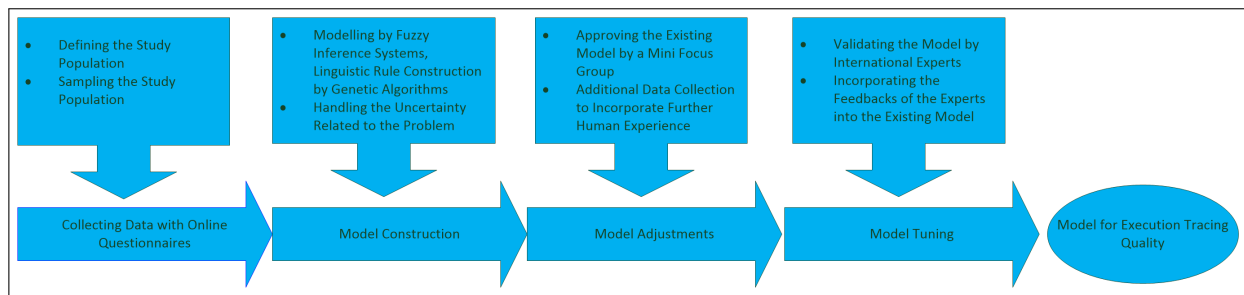 • Defining the Study
Population
• Sampling the Study
Population
• Modelling by Fuzzy
Inference Systems,
Linguistic Rule Construction
by Genetic Algorithms
• Handling the Uncertainty
Related to the Problem
• Approving the Existing
Model by a Mini Focus
Group
• Additional Data Collection
to Incorporate Further
Human Experience
• Validating the Model by
International Experts
• Incorporating the
Feedbacks of the Experts
into the Existing Model
Collecting Data with Online
Questionnaires
Model Construction
Model Adjustments
Model Tuning
Model for Execution Tracing
Quality